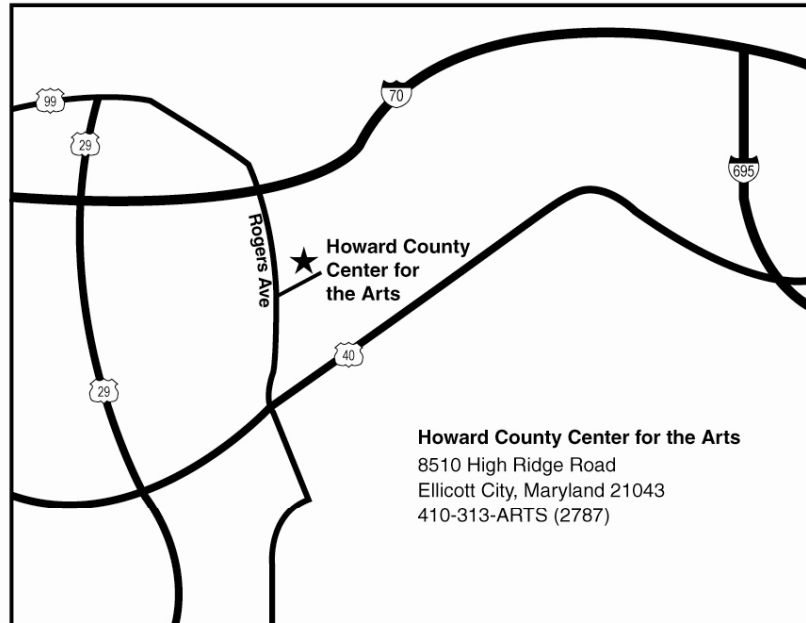 99
70
29
695
Rogers Ave
Howard County
Center for
the Arts
40
29
Howard County Center for the Arts
8510 High Ridge Road
Ellicott City, Maryland 21043
410-313-ARTS (2787)